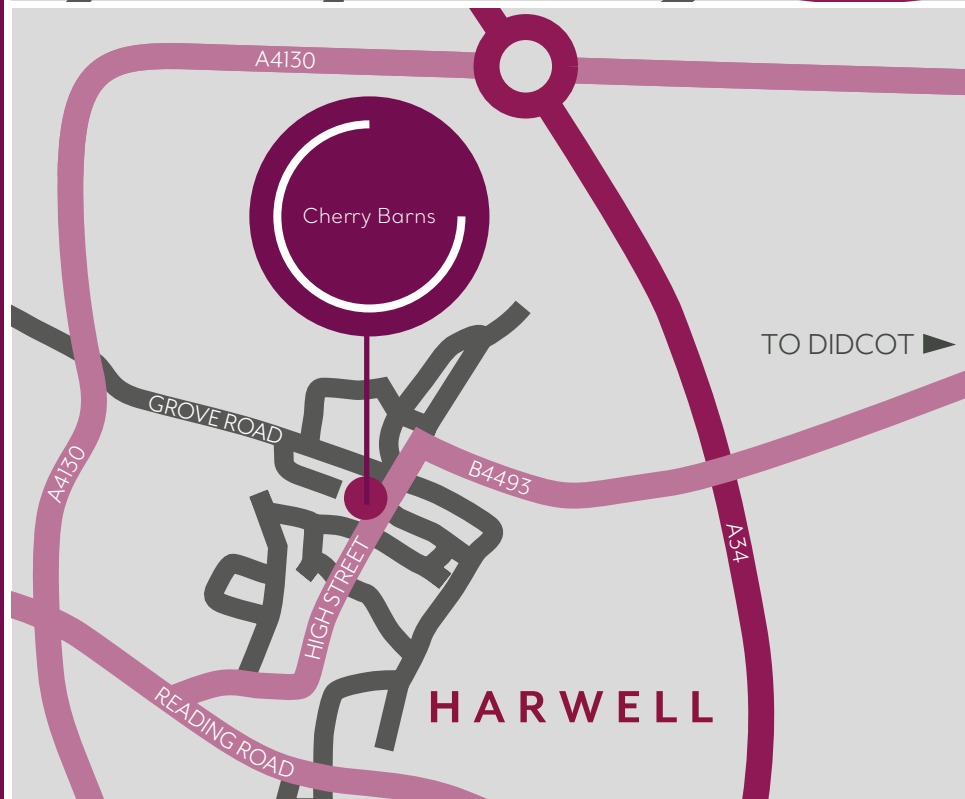 A4130
Cherry Barns
TO DIDCOT
GROVE ROAD
A4130
B4493
A34
HIGH STREET
READING ROAD
HARWELL